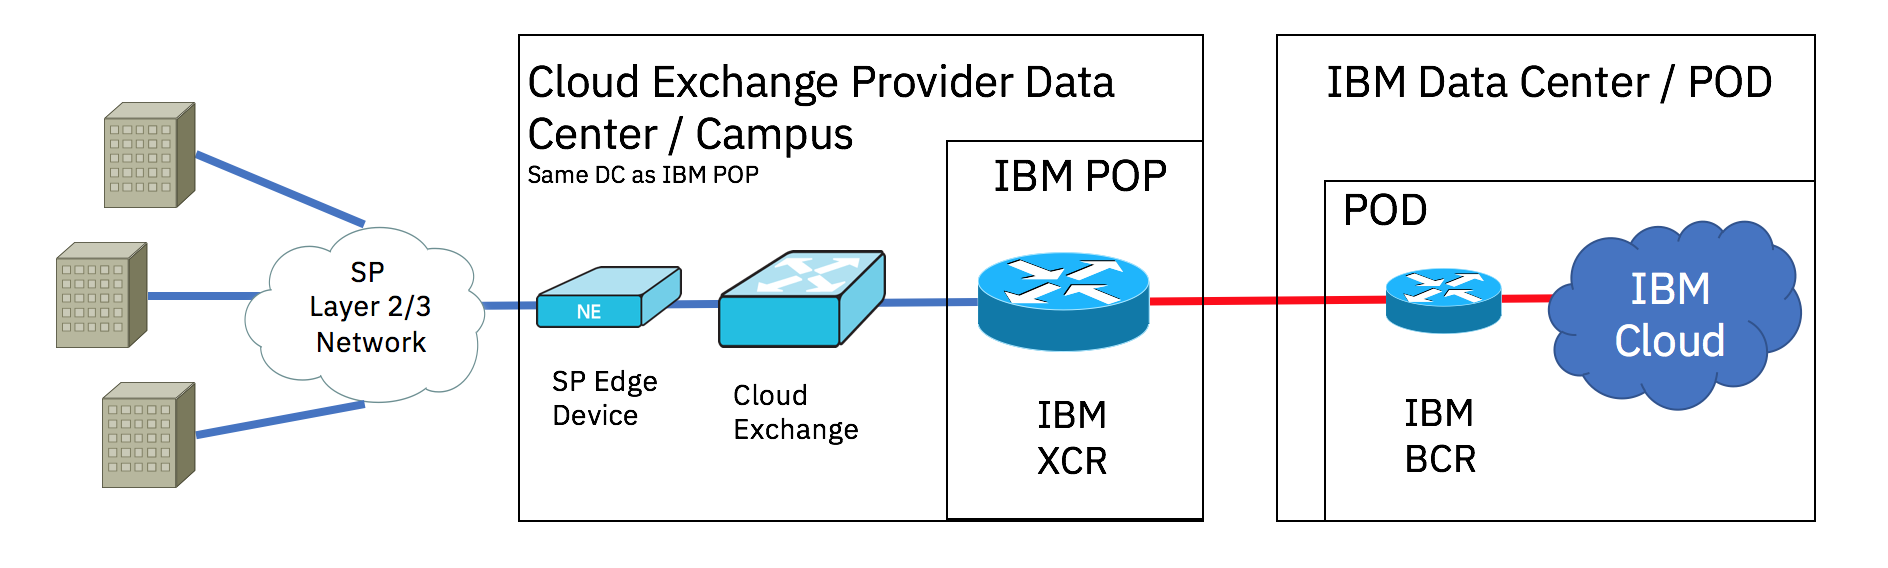 Cloud Exchange Provider Data
Center / Campus
Same DC as IBM POP
IBM Data Center / POD
IBM POP
POD
SP
Layer 2/3
Network
NE
IBM
Cloud
SP Edge
Device
Cloud
Exchange
IBM
XCR
IBM
BCR